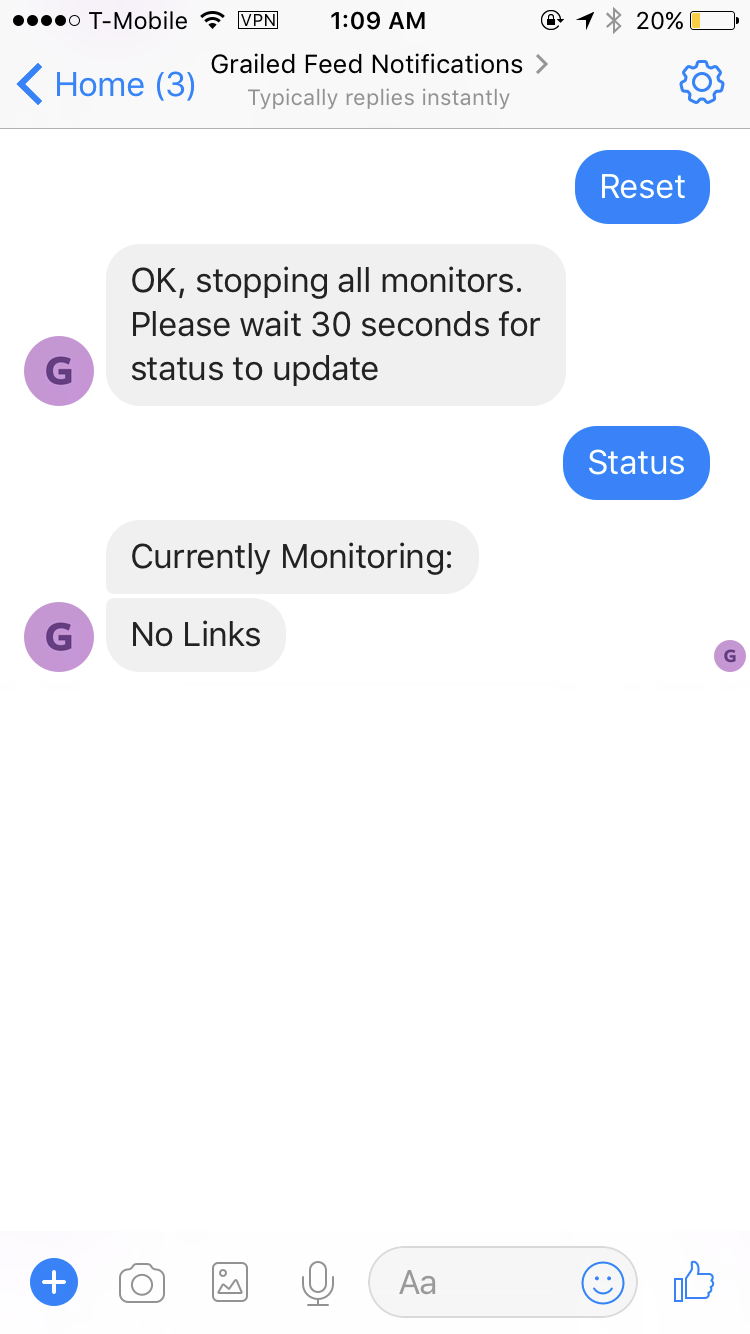 T-Mobile VPN 1:09 AM 20%
Home (3) Grailed Feed Notifications
Typically replies instantly
Reset
OK, stopping all monitors.
Please wait 30 seconds for
status to update
G
Status
Currently Monitoring:
No Links
G
G
Aa